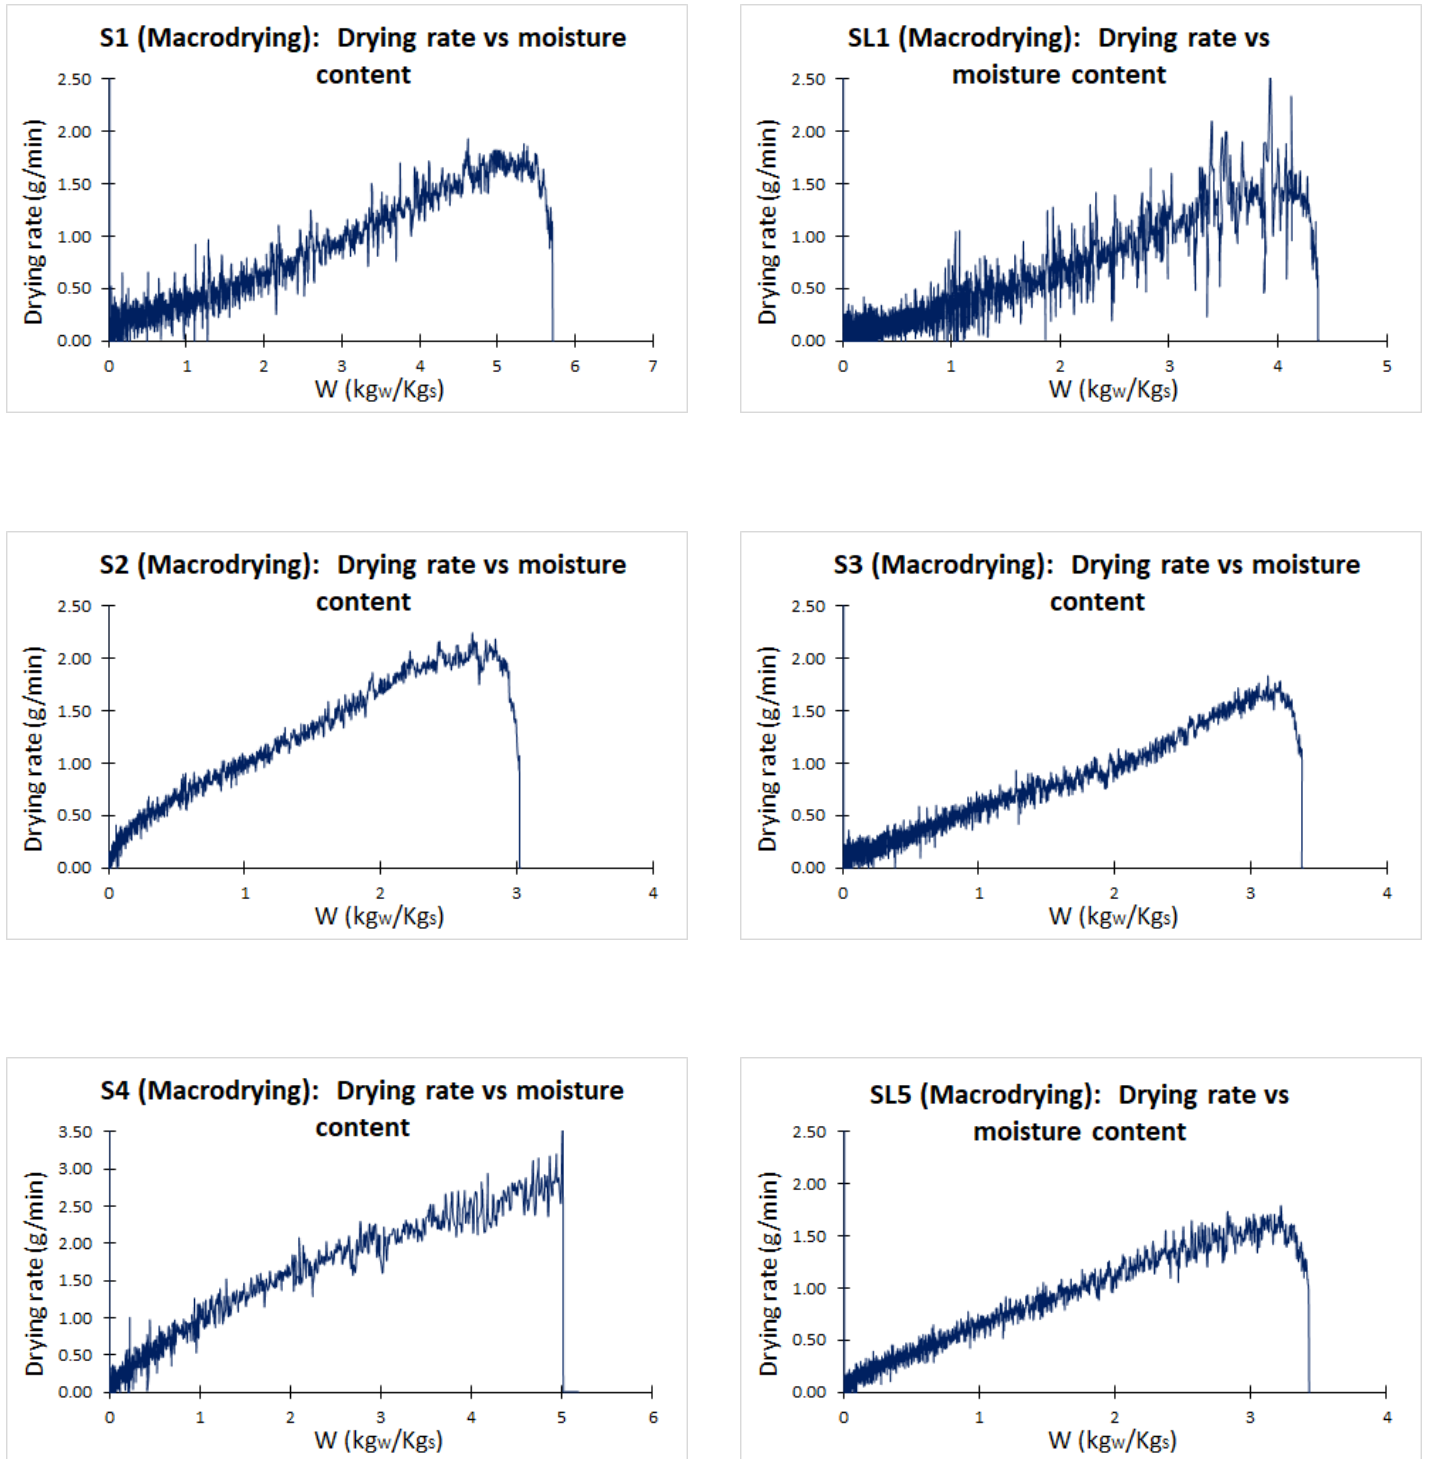 S1 (Macrodrying):  Drying rate vs moisture
content
Drying rate (g/min)
2.50
2.00
1.50
1.00
0.50
0.00
0 1 2 3 4 5 6 7
W (kgw/Kgs)
SL1 (Macrodrying):  Drying rate vs
moisture content
Drying rate (g/min)
2.50
2.00
1.50
1.00
0.50
0.00
0 1 2 3 4 5
W (kgw/Kgs)
S2 (Macrodrying):  Drying rate vs moisture
content
Drying rate (g/min)
2.50
2.00
1.50
1.00
0.50
0.00
0 1 2 3 4
W (kgw/Kgs)
S3 (Macrodrying):  Drying rate vs moisture
content
Drying rate (g/min)
2.50
2.00
1.50
1.00
0.50
0.00
0 1 2 3 4
W (kgw/Kgs)
S4 (Macrodrying):  Drying rate vs moisture
content
Drying rate (g/min)
3.50
3.00
2.50
2.00
1.50
1.00
0.50
0.00
0 1 2 3 4 5 6
W (kgw/Kgs)
SL5 (Macrodrying):  Drying rate vs
moisture content
Drying rate (g/min)
2.50
2.00
1.50
1.00
0.50
0.00
0 1 2 3 4
W (kgw/Kgs)